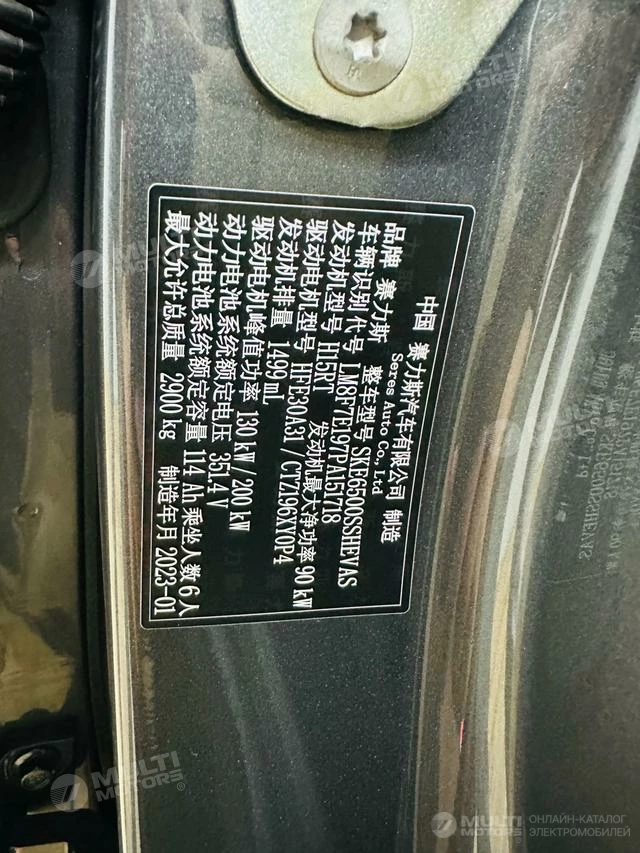 中国 赛力斯汽车有限公司 制造
Seres Auto Co., Ltd
品牌 赛力斯 整车型号 SKE6500SSHEVAS
车辆识别代号 LM8F7E197PA151718
发动机型号 H15RT 发动机最大净功率 90 kW
驱动电机型号 HFE30A31 / CTZ196XY0P4
发动机排量 1499 mL
驱动电机峰值功率 130 kW / 200 kW
动力电池系统额定电压 351.4 V
动力电池系统额定容量 114 Ah 乘坐人数 6 人
最大允许总质量 2900 kg 制造年月 2023-01
MULTI MOTORS
ОНЛАЙН-КАТАЛОГ
ЭЛЕКТРОМОБИЛЕЙ